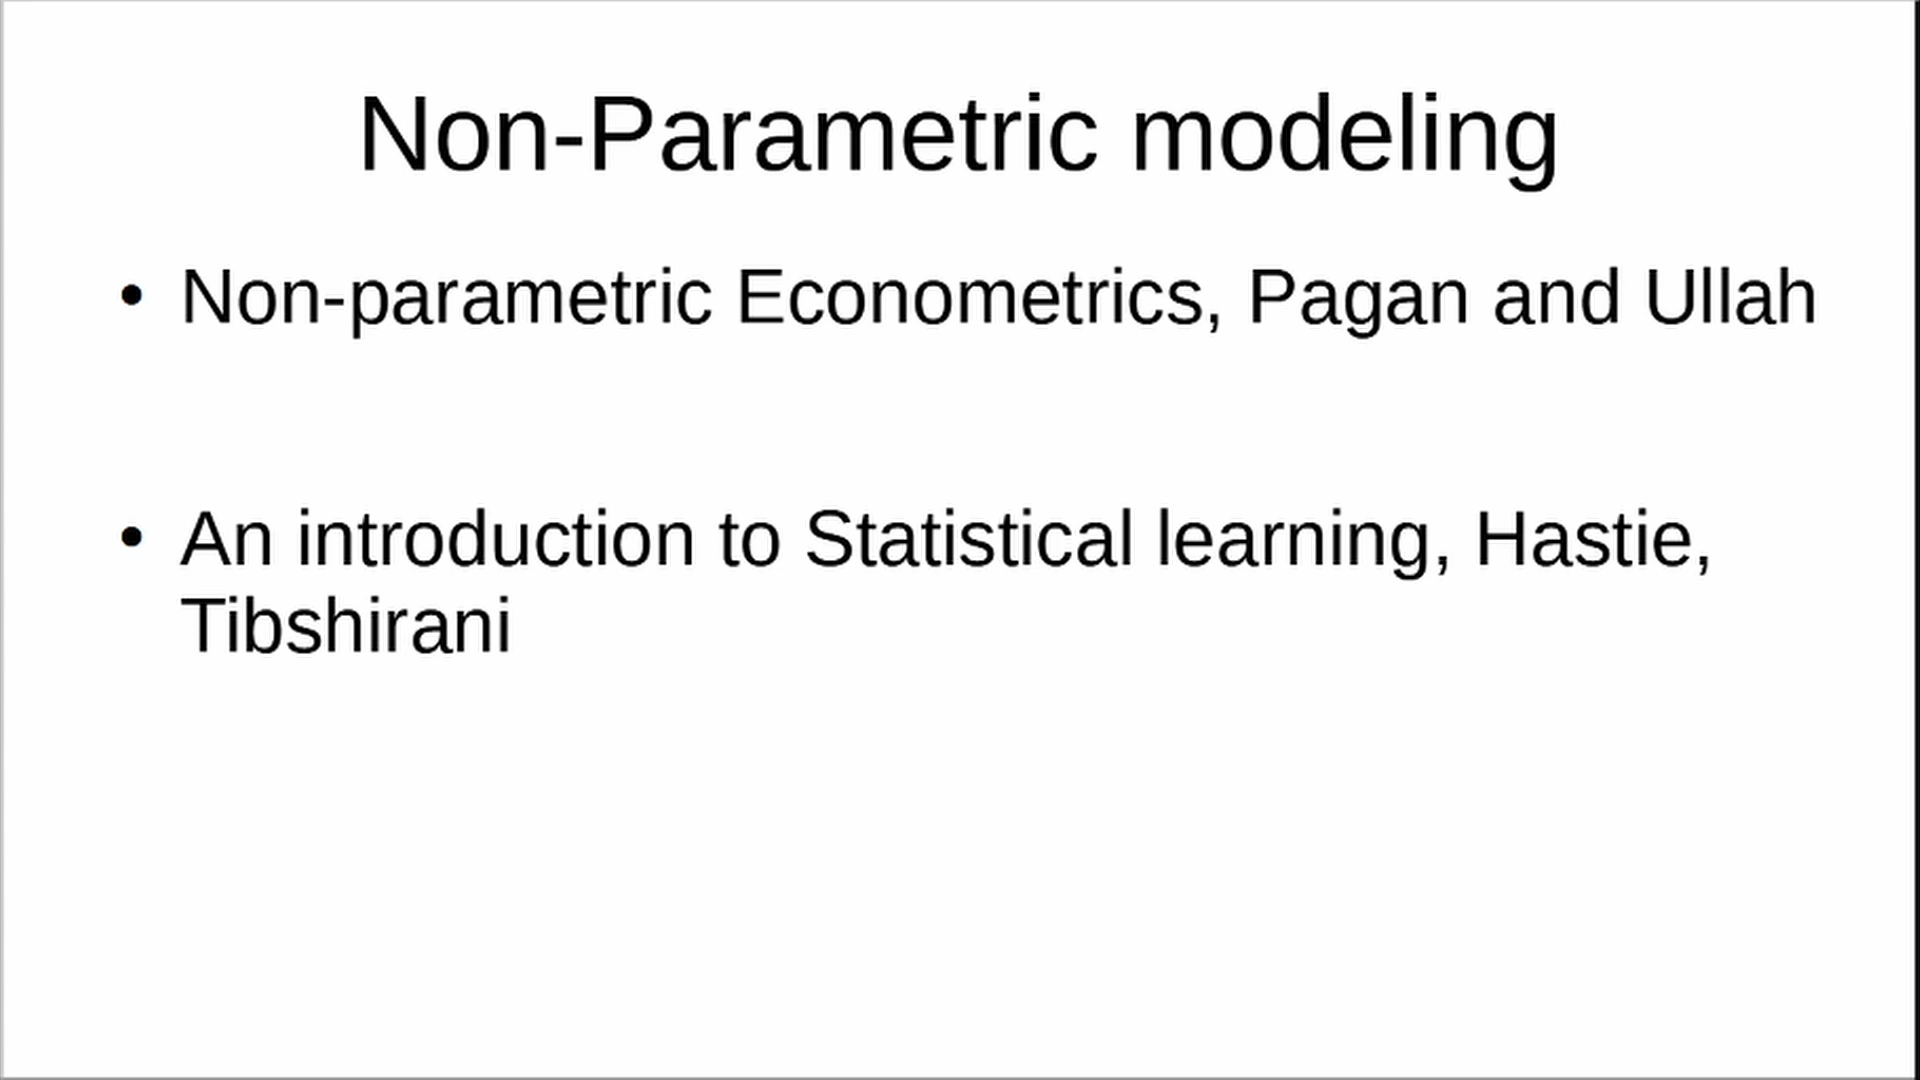 Non-Parametric modeling
• Non-parametric Econometrics, Pagan and Ullah
• An introduction to Statistical learning, Hastie,
Tibshirani